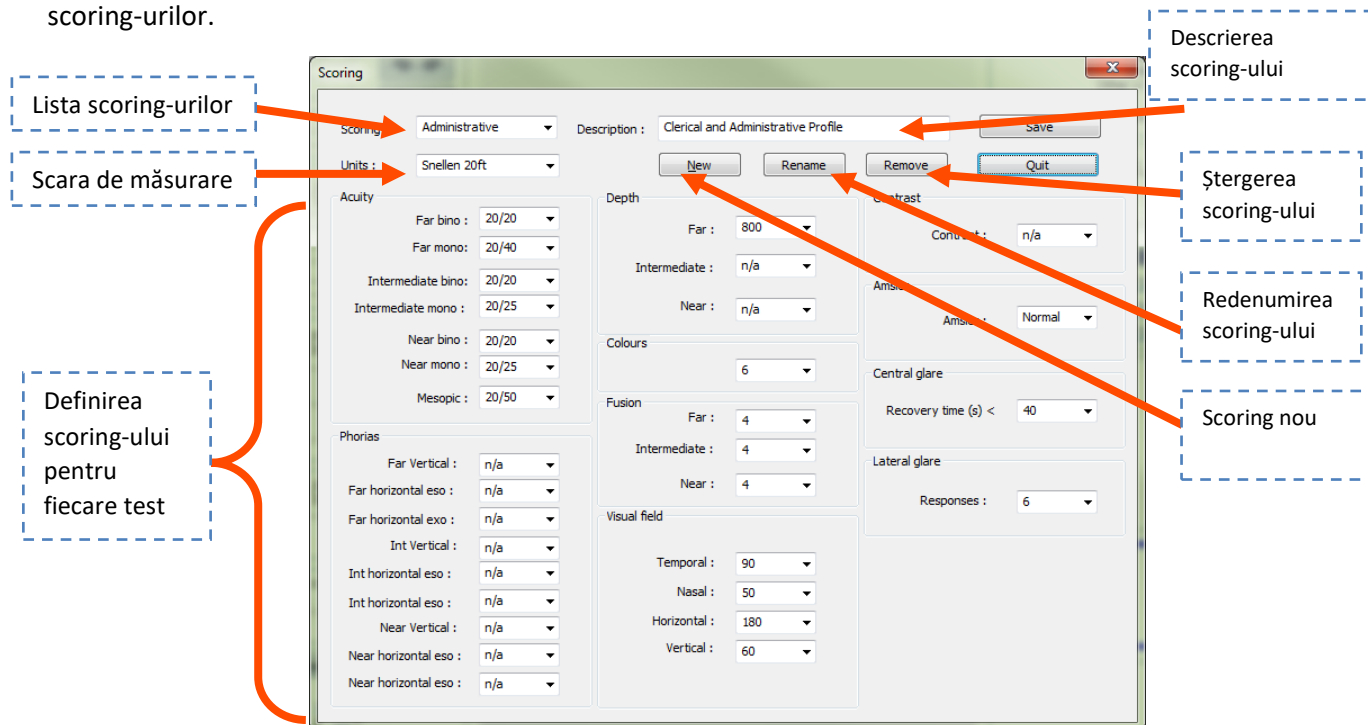 scoring-urilor.
Descrierea
scoring-ului
Scoring
Lista scoring-urilor
Scoring
Administrative
Description :
Clerical and Administrative Profile
Save
Scara de măsurare
Units :
Snellen 20ft
New
Rename
Remove
Quit
Ștergerea
scoring-ului
Acuity
Far bino : 20/20
Far mono: 20/40
Intermediate bino: 20/20
Intermediate mono : 20/25
Near bino : 20/20
Near mono : 20/25
Mesopic : 20/50
Depth
Far : 800
Intermediate : n/a
Near : n/a
Contrast
Contrast : n/a
Amsler
Amsler : Normal
Redenumirea
scoring-ului
Colours
6
Central glare
Recovery time (s) < 40
Scoring nou
Definirea
scoring-ului
pentru
fiecare test
Fusion
Far : 4
Intermediate : 4
Near : 4
Lateral glare
Responses : 6
Phorias
Far Vertical : n/a
Far horizontal eso : n/a
Far horizontal exo : n/a
Int Vertical : n/a
Int horizontal eso : n/a
Int horizontal eso : n/a
Near Vertical : n/a
Near horizontal eso : n/a
Near horizontal eso : n/a
Visual field
Temporal : 90
Nasal : 50
Horizontal : 180
Vertical : 60